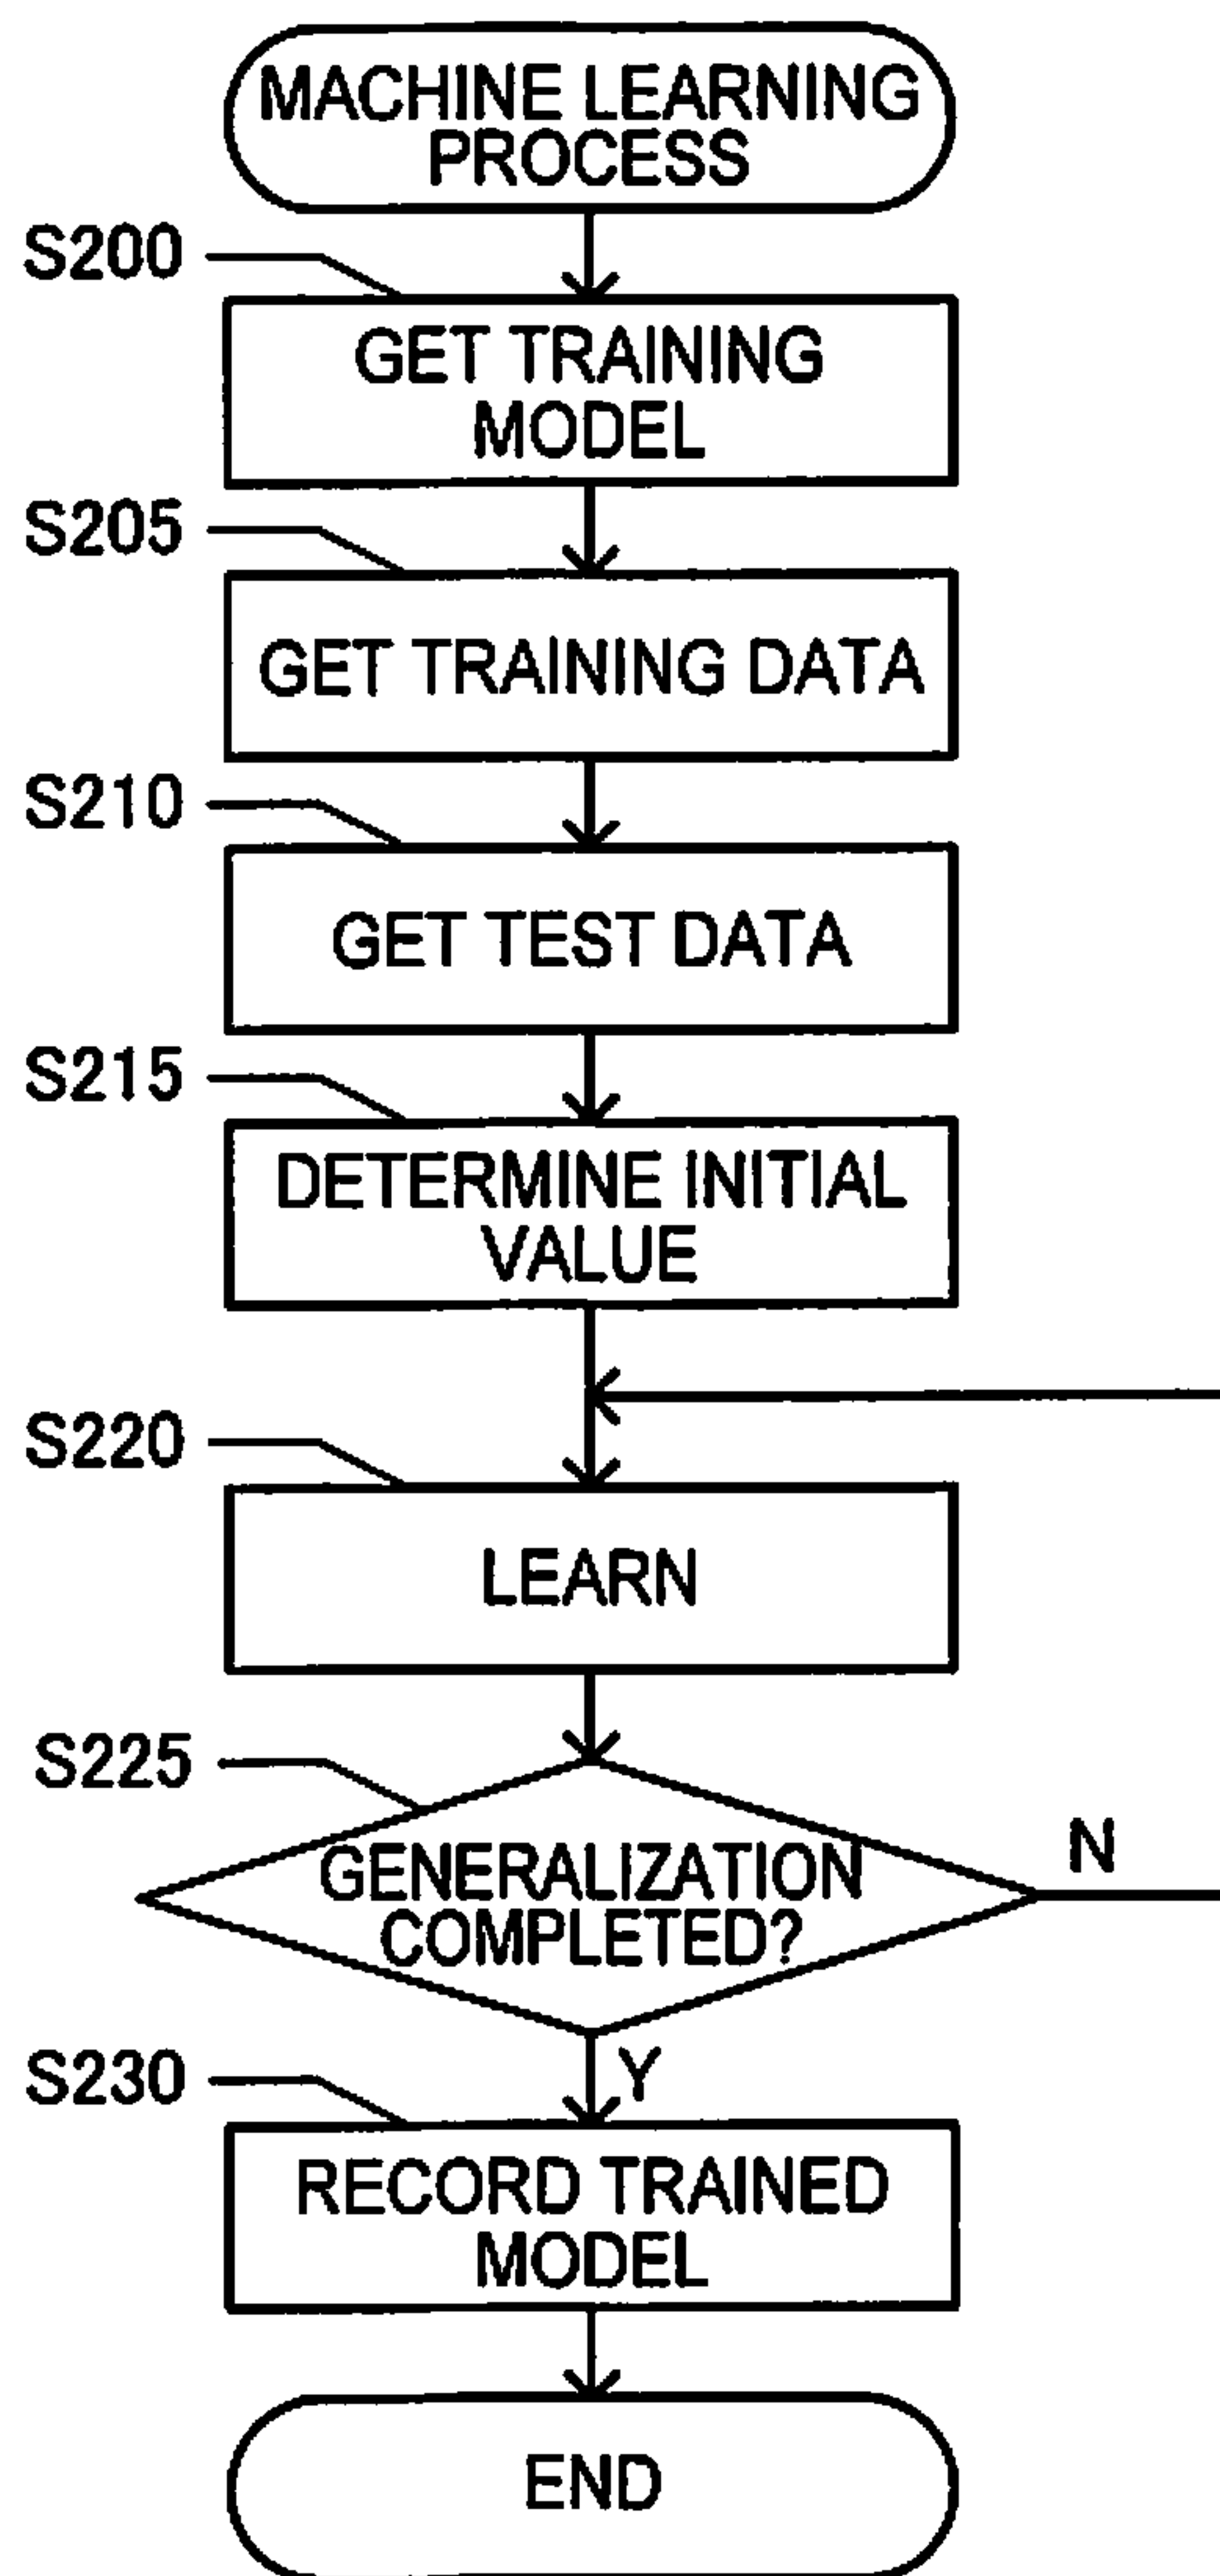 MACHINE LEARNING
PROCESS
S200
GET TRAINING
MODEL
S205
GET TRAINING DATA
S210
GET TEST DATA
S215
DETERMINE INITIAL
VALUE
S220
LEARN
S225
GENERALIZATION
COMPLETED?
N
Y
S230
RECORD TRAINED
MODEL
END